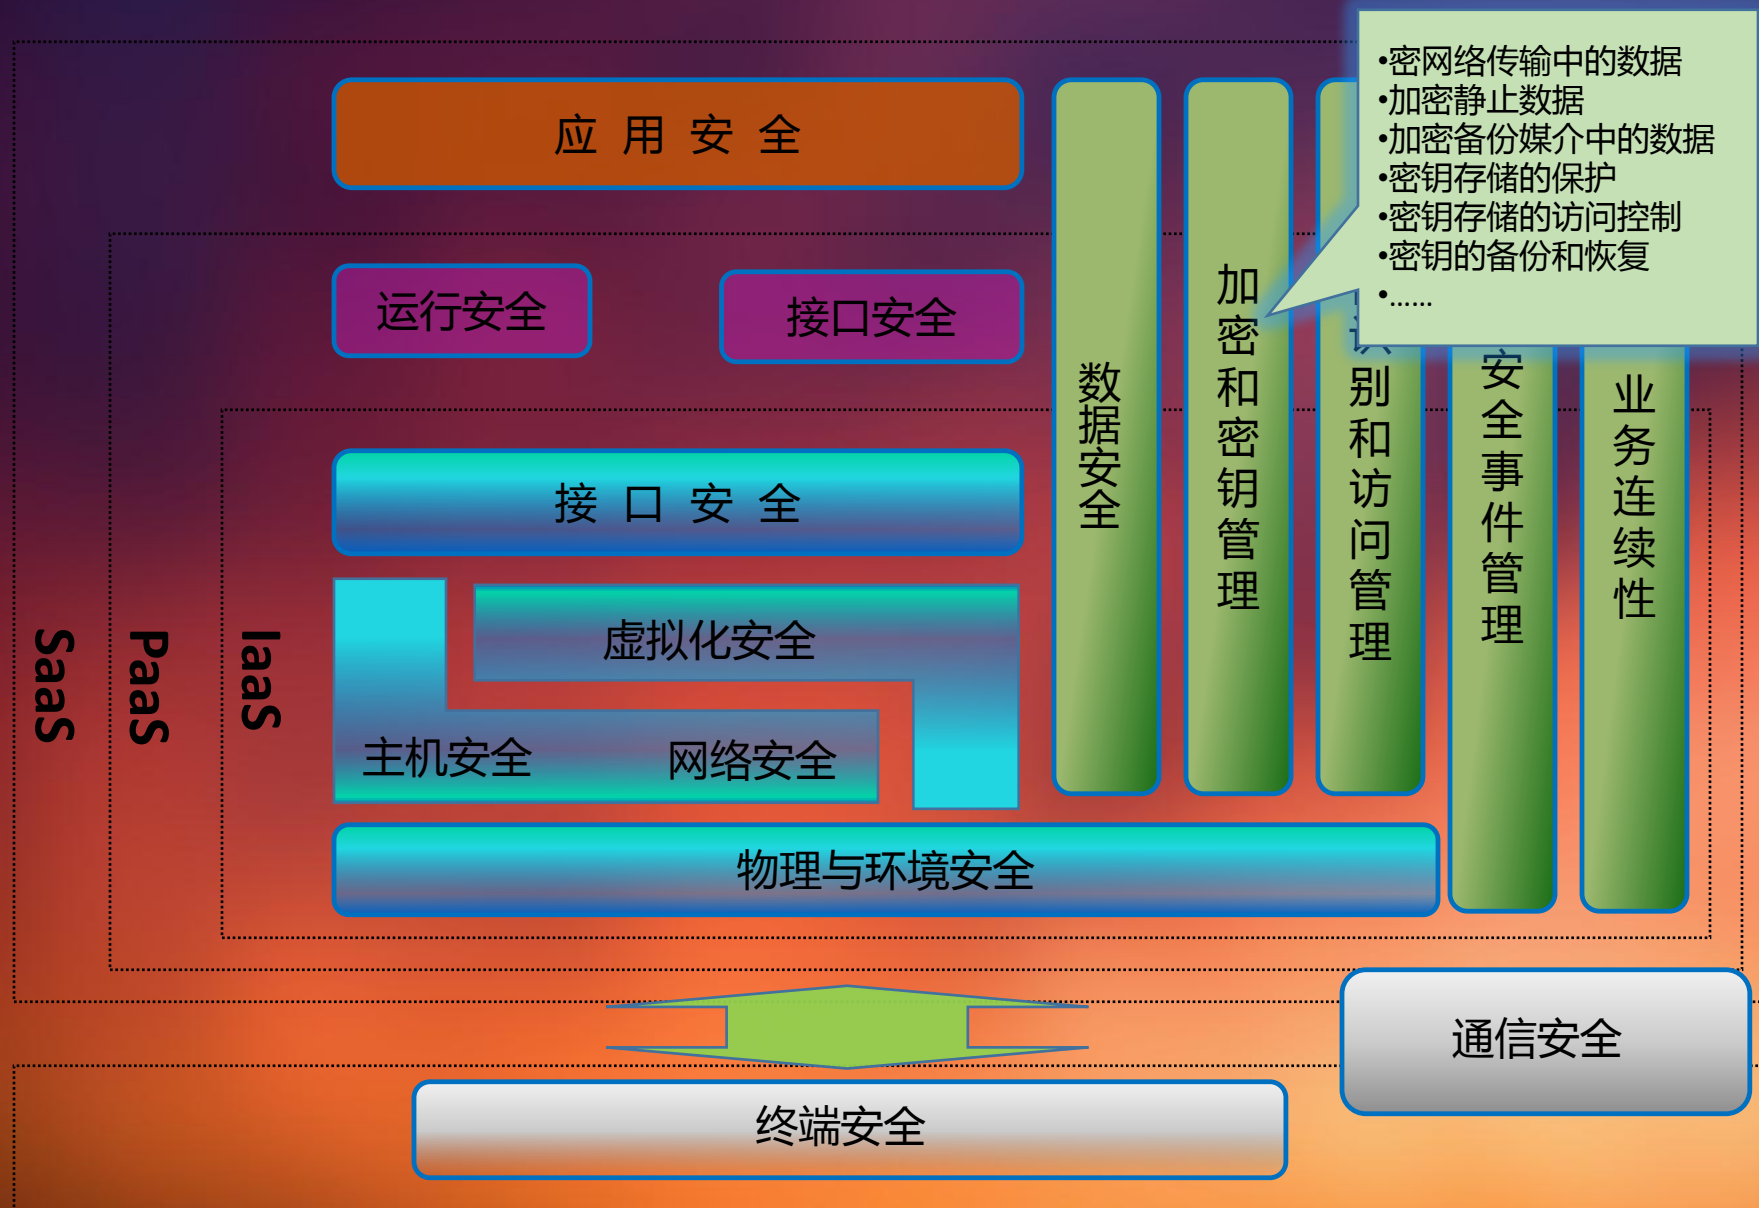 •密网络传输中的数据
•加密静止数据
•加密备份媒介中的数据
•密钥存储的保护
•密钥存储的访问控制
•密钥的备份和恢复
•......
应 用 安 全
运行安全
接口安全
接 口 安 全
虚拟化安全
主机安全
网络安全
物理与环境安全
数据安全
加密和密钥管理
别和访问管理
安全事件管理
业务连续性
SaaS
PaaS
IaaS
通信安全
终端安全